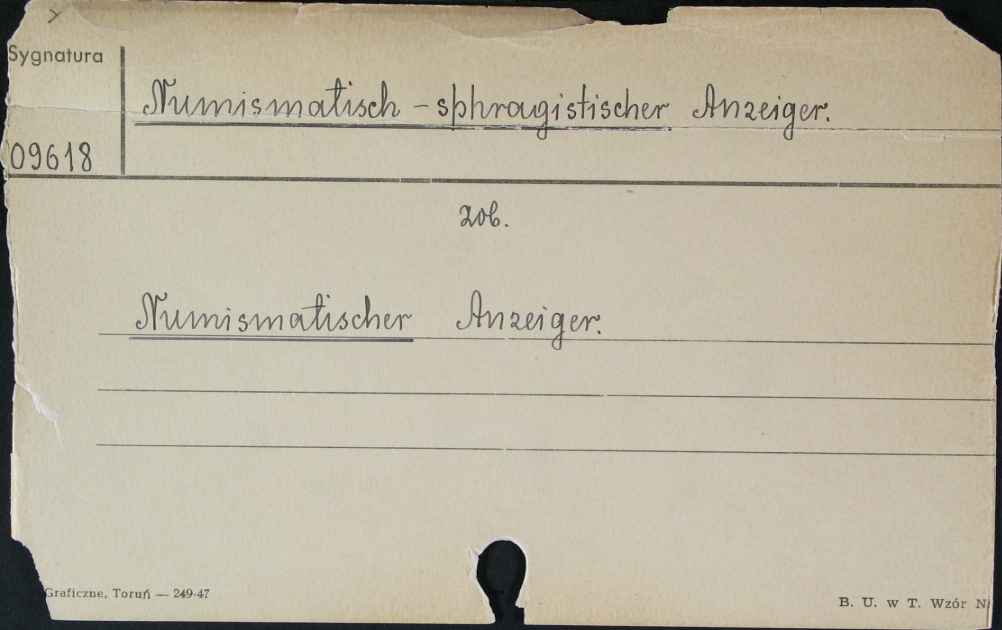 Sygnatura
Numismatisch - sphragistischer Anzeiger.
09618
zob.
Numismatischer Anzeiger.
Graficzne, Toruń — 249-47
B. U. w T. Wzór N